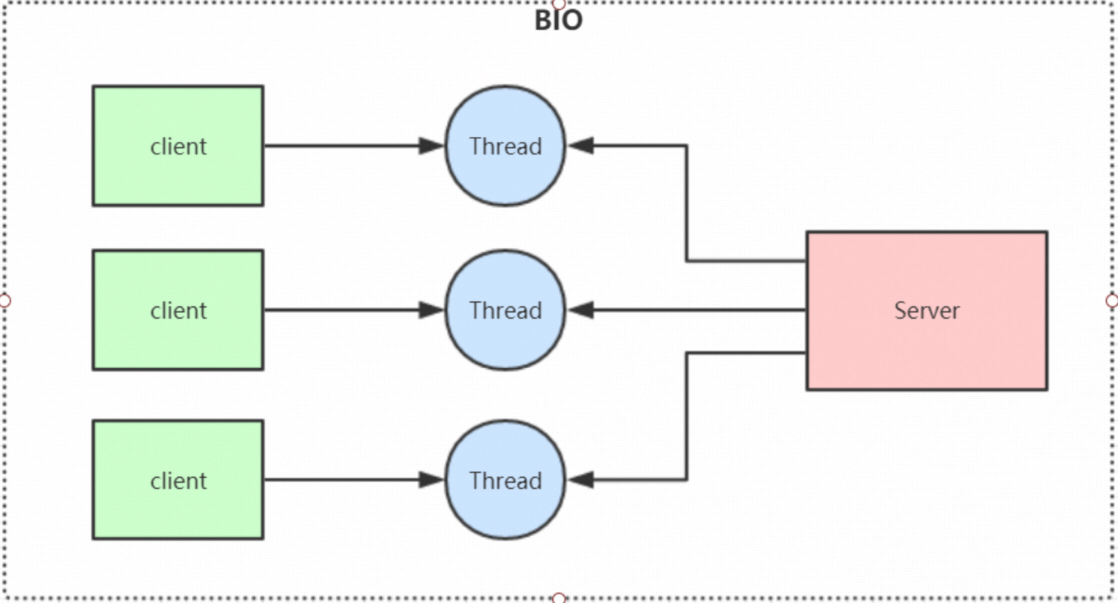 BIO
client
Thread
client
Thread
Server
client
Thread